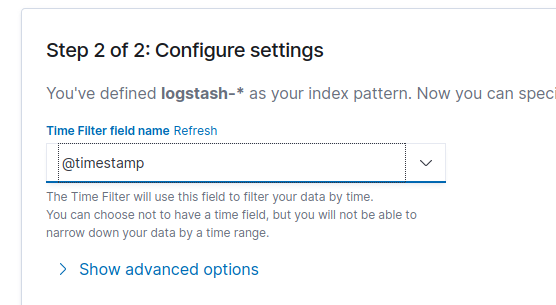 Step 2 of 2: Configure settings
You've defined logstash-* as your index pattern. Now you can
Time Filter field name Refresh
@timestamp
The Time Filter will use this field to filter your data by time.
You can choose not to have a time field, but you will not be able to
narrow down your data by a time range.
Show advanced options